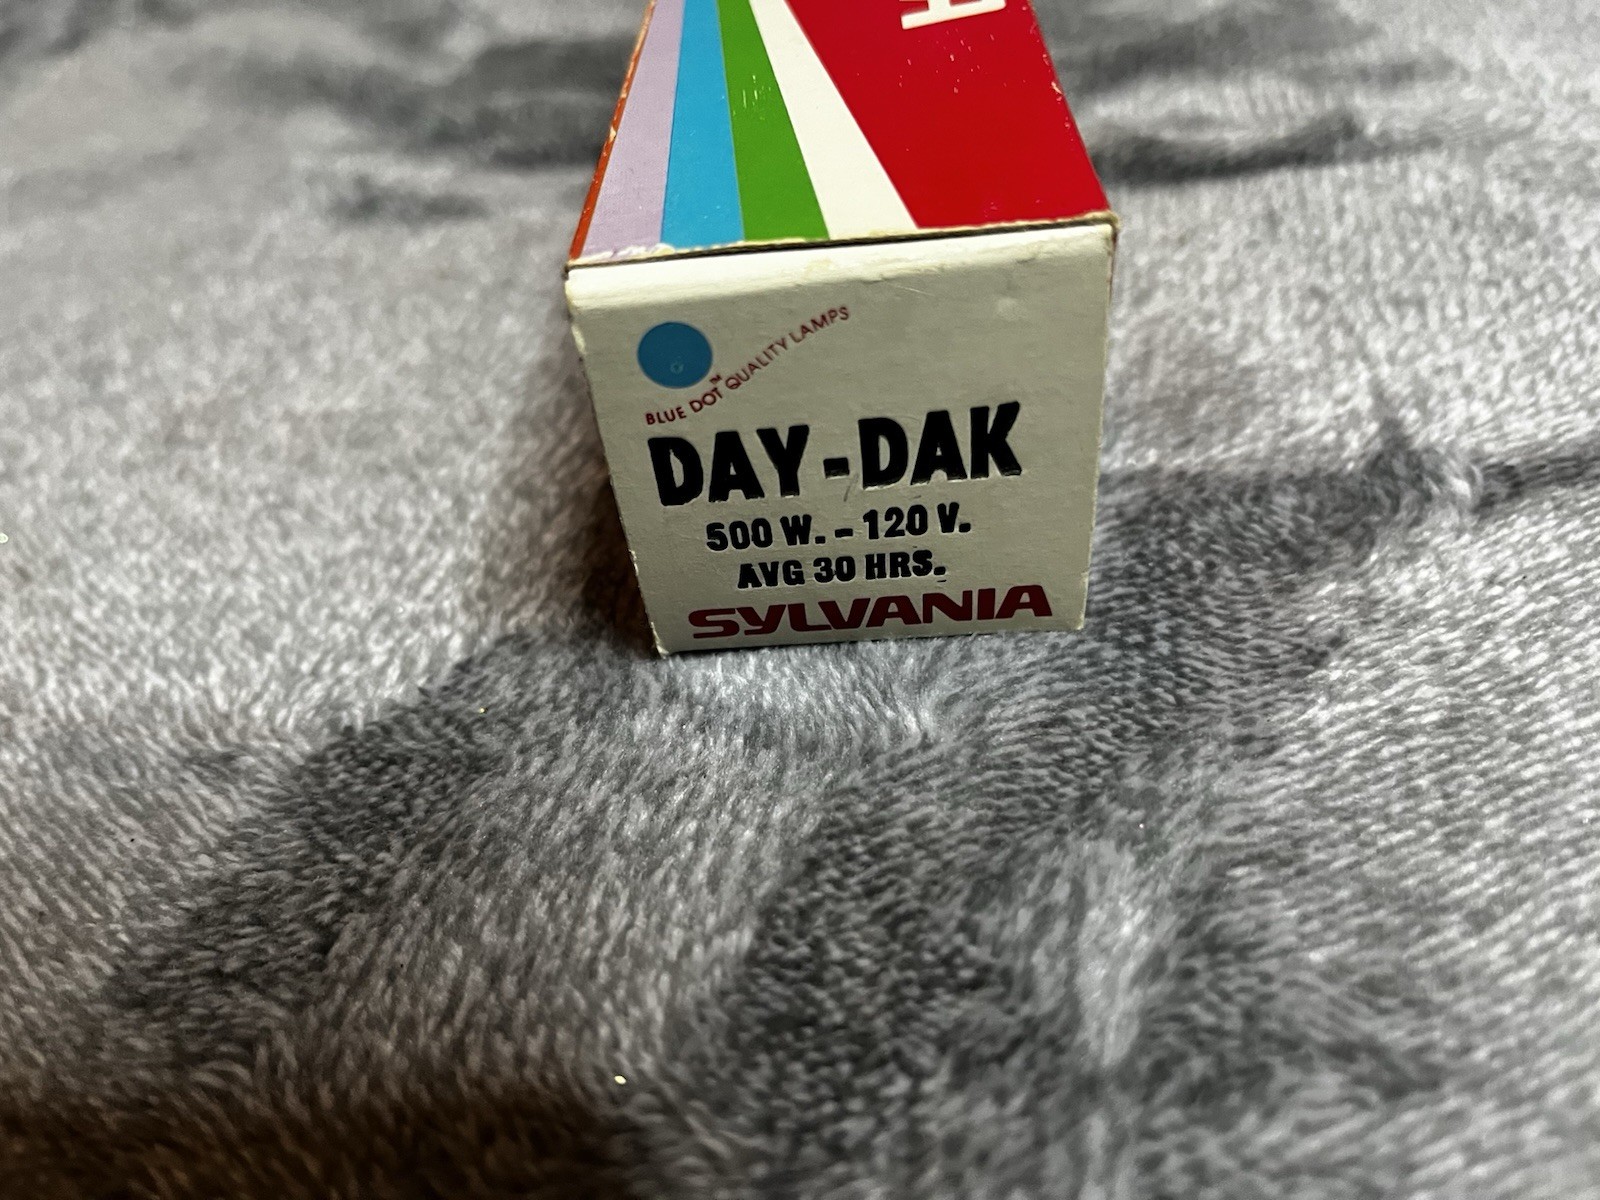 H
BLUE DOT™ QUALITY LAMPS
DAY-DAK
500 W. - 120 V.
AVG 30 HRS.
SYLVANIA